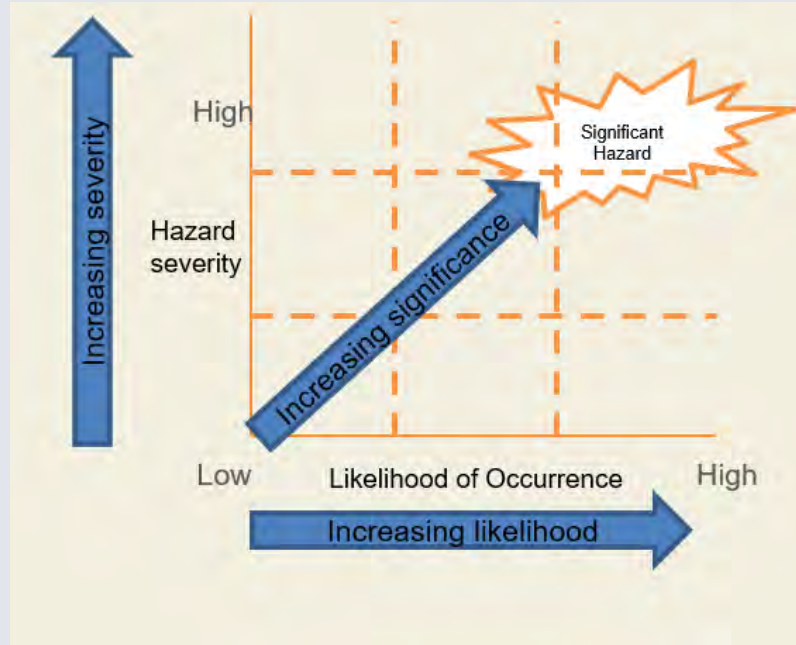 Increasing severity
High
Significant
Hazard
Hazard
severity
Increasing significance
Low
Likelihood of Occurrence
High
Increasing likelihood